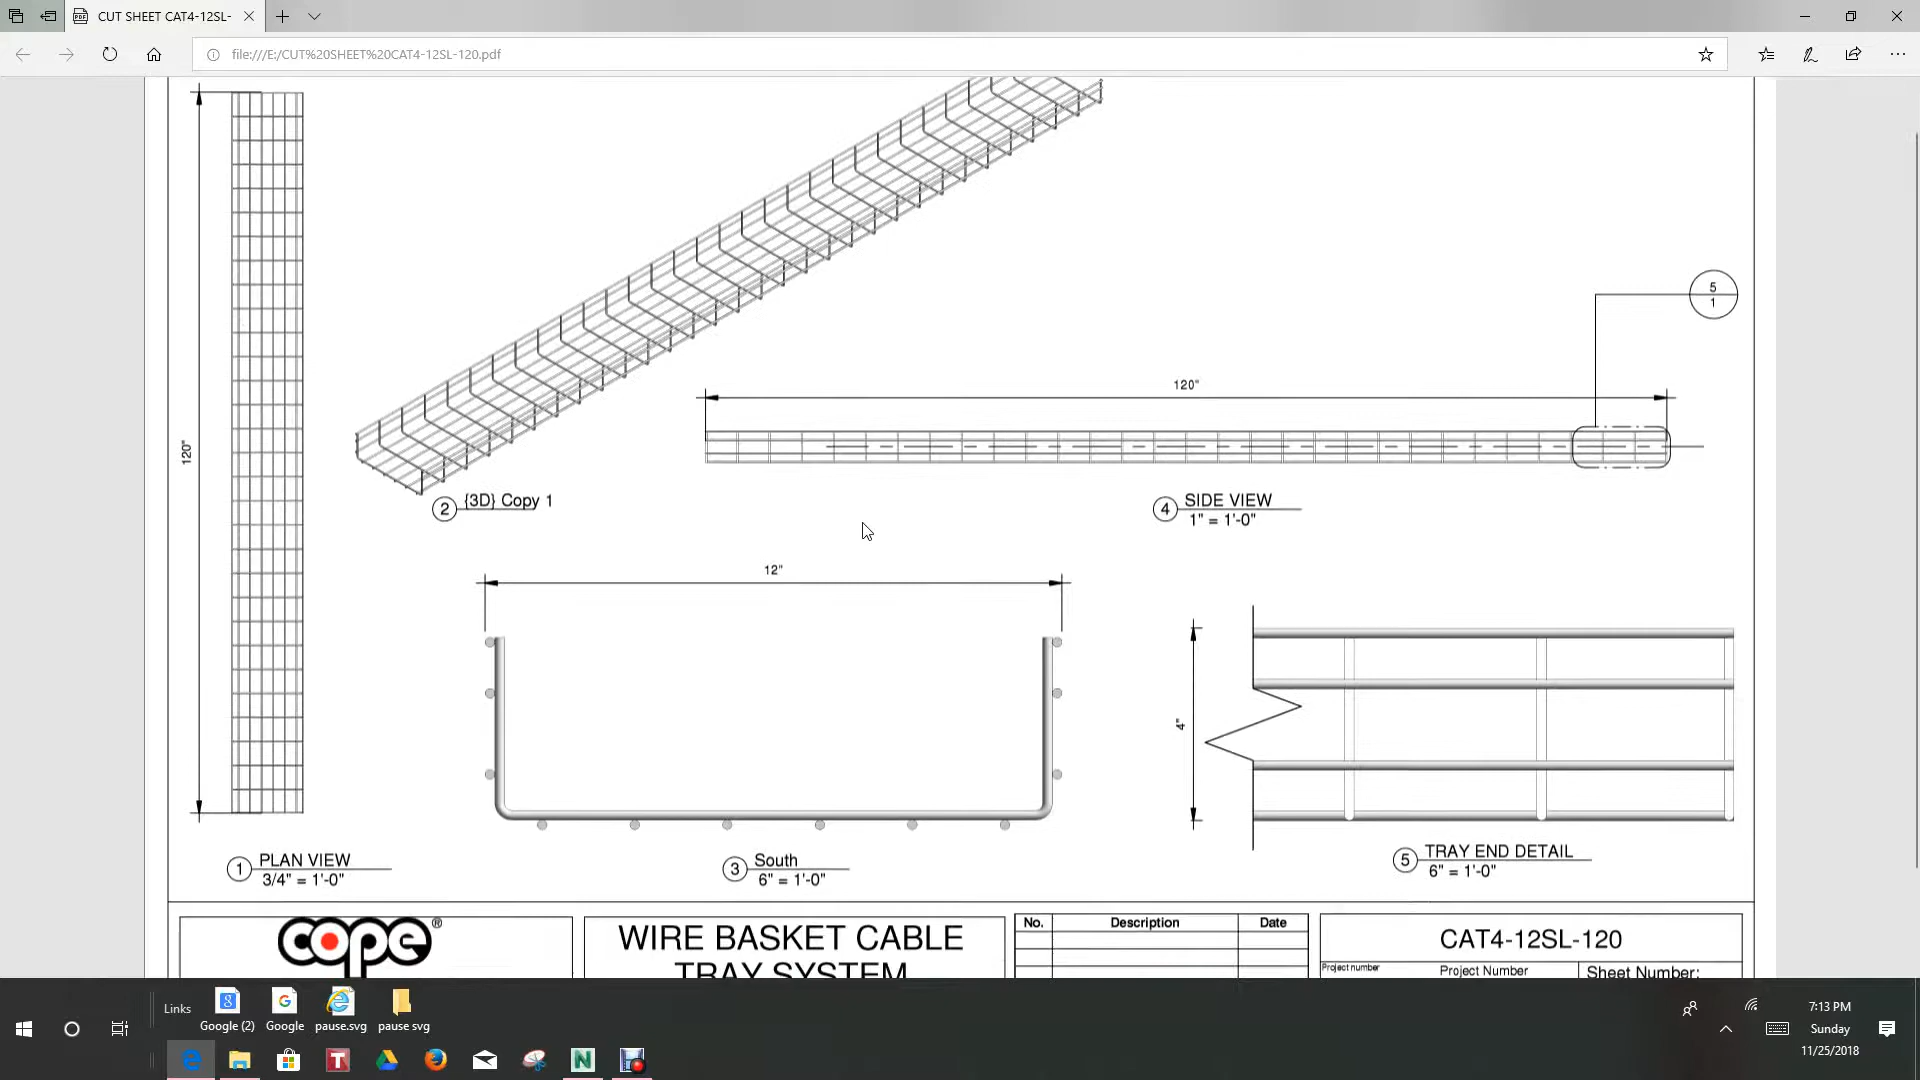 CUT SHEET CAT4-12SL-
file:///E:/CUT%20SHEET%20CAT4-12SL-120.pdf
5
1
120"
120"
2 {3D} Copy 1
4 SIDE VIEW
1" = 1'-0"
12"
4"
1 PLAN VIEW
3/4" = 1'-0"
3 South
6" = 1'-0"
5 TRAY END DETAIL
6" = 1'-0"
cope®
WIRE BASKET CABLE
TRAY SYSTEM
No. Description Date
CAT4-12SL-120
Project number Project Number Sheet Number:
Links
Google (2) Google pause.svg pause svg
7:13 PM
Sunday
11/25/2018